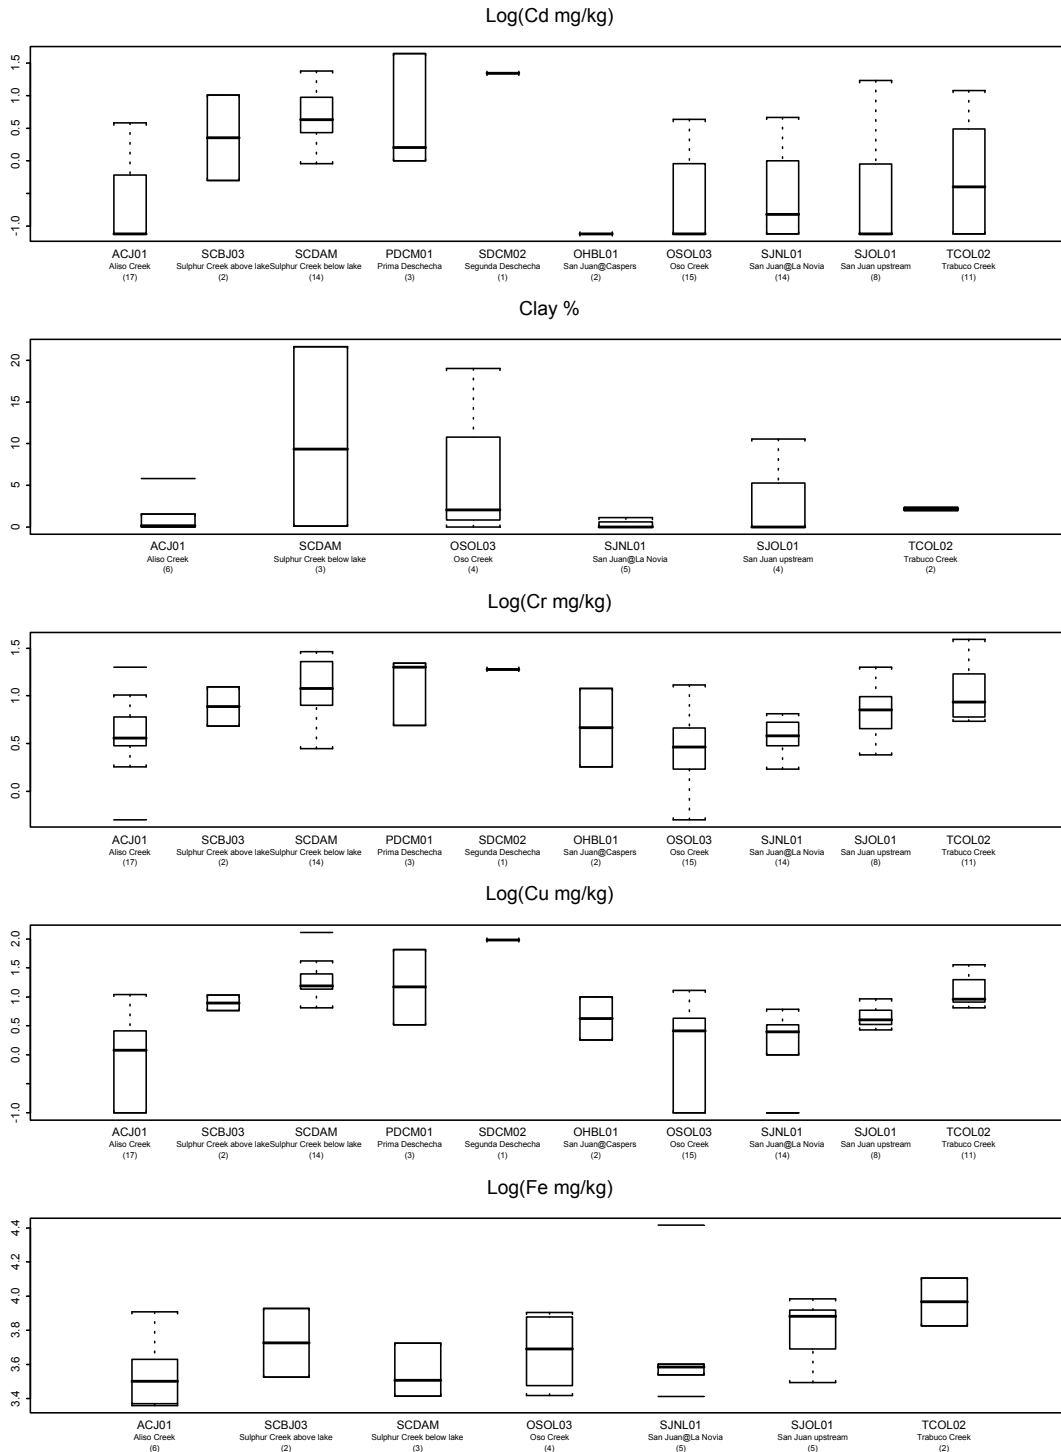 Log(Cd mg/kg)
1.5
1.0
0.5
0.0
-1.0
ACJ01 SCBJ03 SCDAM PDCM01 SDCM02 OHBL01 OSOL03 SJNL01 SJOL01 TCOL02
Aliso Creek Sulphur Creek above lake Sulphur Creek below lake Prima Deschecha Segunda Deschecha San Juan@Caspers Oso Creek San Juan@La Novia San Juan upstream Trabuco Creek
(17) (2) (14) (3) (1) (2) (15) (14) (8) (11)
Clay %
20
15
10
5
0
ACJ01 SCDAM OSOL03 SJNL01 SJOL01 TCOL02
Aliso Creek Sulphur Creek below lake Oso Creek San Juan@La Novia San Juan upstream Trabuco Creek
(6) (3) (4) (5) (4) (2)
Log(Cr mg/kg)
1.5
1.0
0.5
0.0
ACJ01 SCBJ03 SCDAM PDCM01 SDCM02 OHBL01 OSOL03 SJNL01 SJOL01 TCOL02
Aliso Creek Sulphur Creek above lake Sulphur Creek below lake Prima Deschecha Segunda Deschecha San Juan@Caspers Oso Creek San Juan@La Novia San Juan upstream Trabuco Creek
(17) (2) (14) (3) (1) (2) (15) (14) (8) (11)
Log(Cu mg/kg)
2.0
1.5
1.0
0.0
-1.0
ACJ01 SCBJ03 SCDAM PDCM01 SDCM02 OHBL01 OSOL03 SJNL01 SJOL01 TCOL02
Aliso Creek Sulphur Creek above lake Sulphur Creek below lake Prima Deschecha Segunda Deschecha San Juan@Caspers Oso Creek San Juan@La Novia San Juan upstream Trabuco Creek
(17) (2) (14) (3) (1) (2) (15) (14) (8) (11)
Log(Fe mg/kg)
4.4
4.2
4.0
3.8
3.6
3.4
ACJ01 SCBJ03 SCDAM OSOL03 SJNL01 SJOL01 TCOL02
Aliso Creek Sulphur Creek above lake Sulphur Creek below lake Oso Creek San Juan@La Novia San Juan upstream Trabuco Creek
(6) (2) (3) (4) (5) (5) (2)